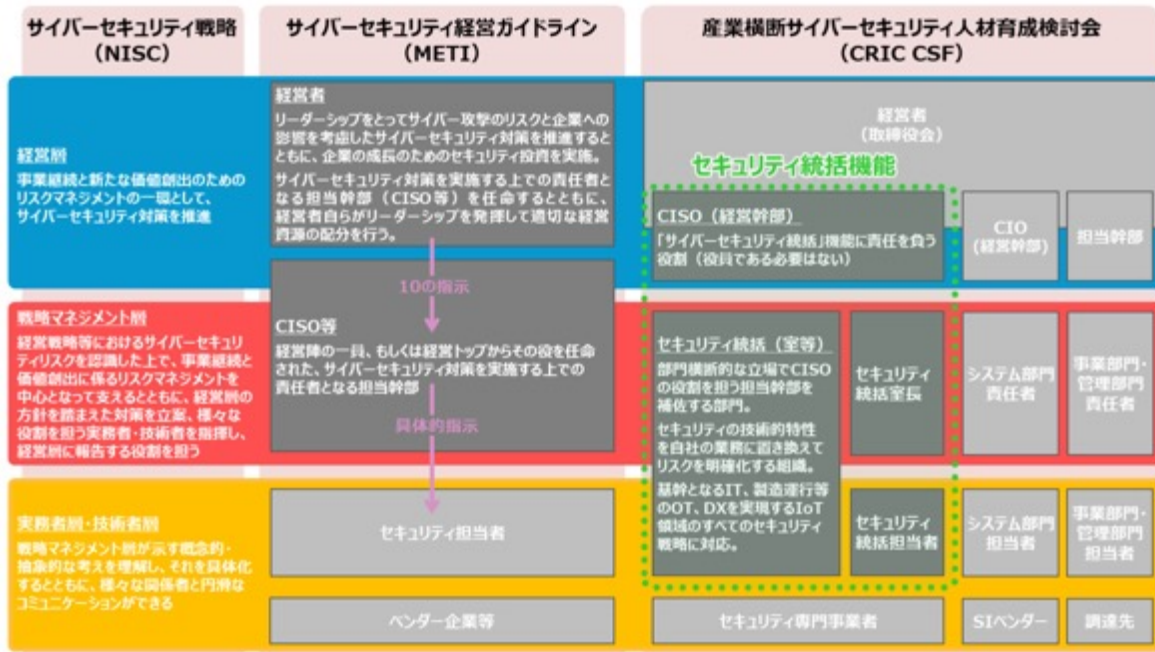 サイバーセキュリティ戦略
（NISC）
サイバーセキュリティ経営ガイドライン
（METI）
産業横断サイバーセキュリティ人材育成検討会
（CRIC CSF）
経営層
事業継続と新たな価値創出のための
リスクマネジメントの一環として、
サイバーセキュリティ対策を推進
経営者
リーダーシップをとってサイバー攻撃のリスクと企業への
影響を考慮したサイバーセキュリティ対策を推進すると
ともに、企業の成長のためのセキュリティ投資を実施。
サイバーセキュリティ対策を実施する上での責任者と
なる担当幹部（CISO等）を任命するとともに、
経営者自らがリーダーシップを発揮して適切な経営
資源の配分を行う。
経営者
（取締役会）
セキュリティ統括機能
CISO（経営幹部）
「サイバーセキュリティ統括」機能に責任を負う
役割（役員である必要はない）
CIO
（経営幹部）
担当幹部
10の指示
戦略マネジメント層
経営戦略等におけるサイバーセキュリ
ティリスクを認識した上で、事業継続と
価値創出に係るリスクマネジメントを
中心となって支えるとともに、経営層の
方針を踏まえた対策を立案、様々な
役割を担う実務者・技術者を指揮し、
経営層に報告する役割を担う
CISO等
経営陣の一員、もしくは経営トップからその役を任命
された、サイバーセキュリティ対策を実施する上での
責任者となる担当幹部
具体的指示
セキュリティ統括（室等）
部門横断的な立場でCISO
の役割を担う担当幹部を
補佐する部門。
セキュリティの技術的特性
を自社の業務に置き換えて
リスクを明確化する組織。
基幹となるIT、製造運行等
のOT、DXを実現するIoT
領域のすべてのセキュリティ
戦略に対応。
セキュリティ
統括室長
システム部門
責任者
事業部門・
管理部門
責任者
実務者層・技術者層
戦略マネジメント層が示す概念的・
抽象的な考えを理解し、それを具体化
するとともに、様々な関係者と円滑な
コミュニケーションができる
セキュリティ担当者
セキュリティ
統括担当者
システム部門
担当者
事業部門・
管理部門
担当者
ベンダー企業等
セキュリティ専門事業者
SIベンダー
調達先